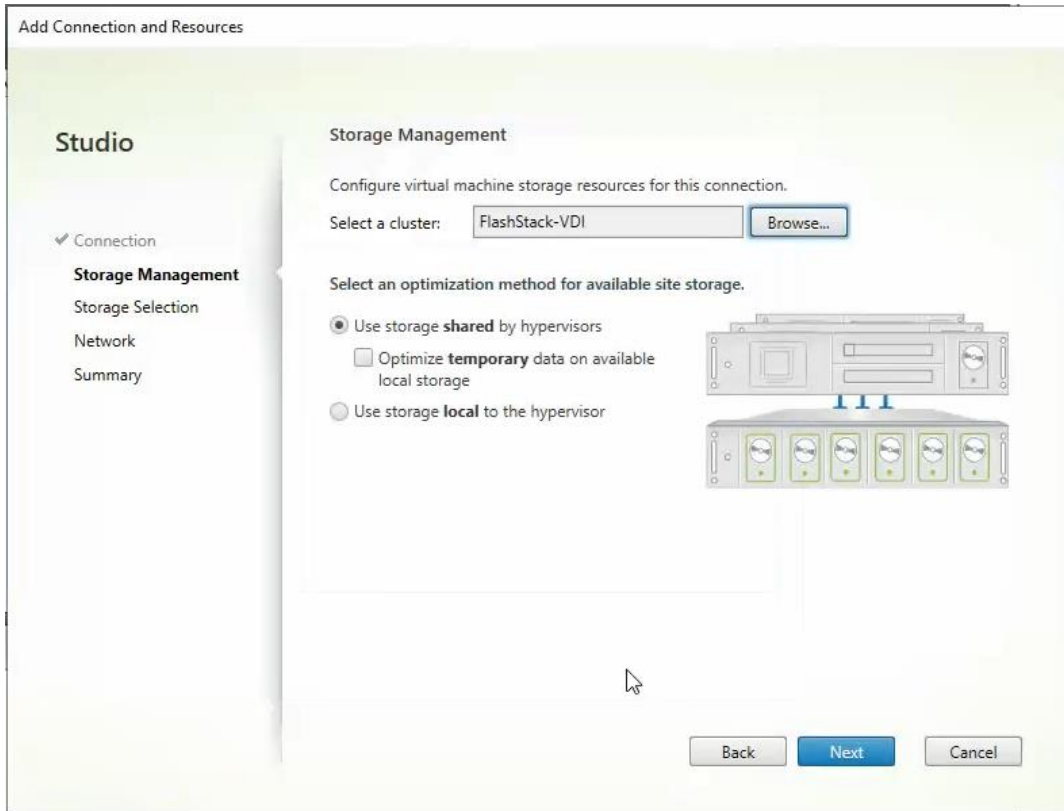 Add Connection and Resources
Studio
Connection
Storage Management
Storage Selection
Network
Summary
Storage Management
Configure virtual machine storage resources for this connection.
Select a cluster: FlashStack-VDI Browse...
Select an optimization method for available site storage.
Use storage shared by hypervisors
Optimize temporary data on available
local storage
Use storage local to the hypervisor
Back Next Cancel